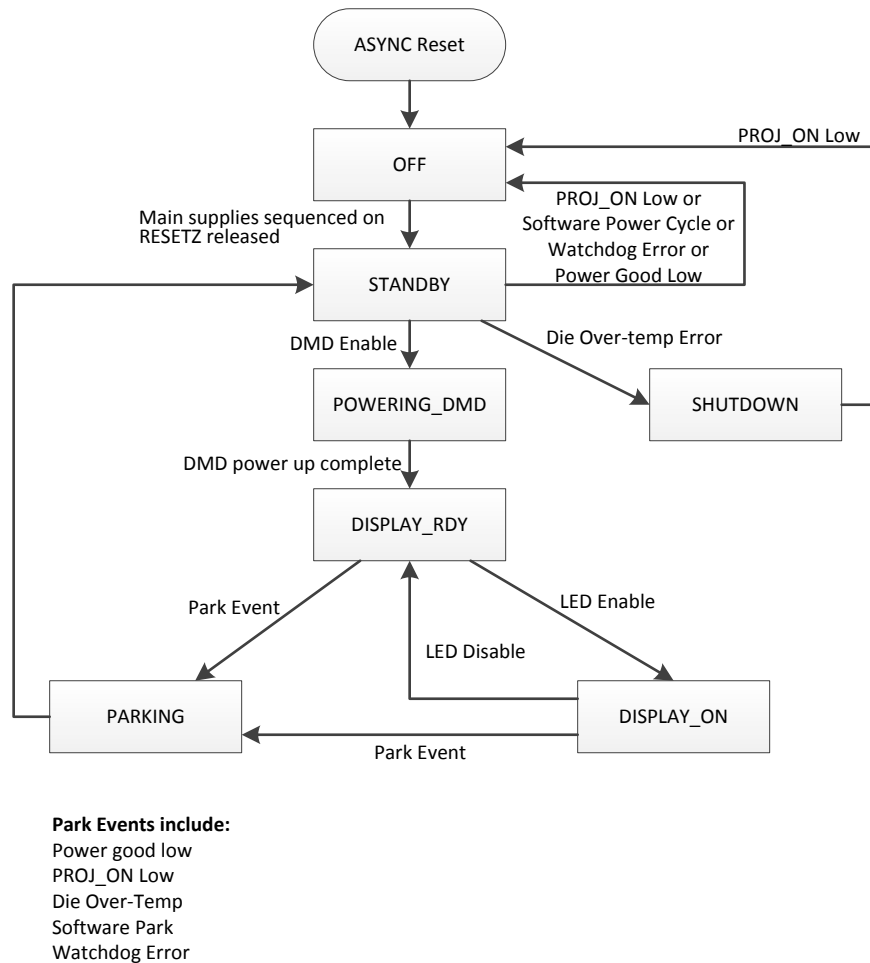 ASYNC Reset
PROJ_ON Low
OFF
PROJ_ON Low or
Software Power Cycle or
Watchdog Error or
Power Good Low
Main supplies sequenced on
RESETZ released
STANDBY
DMD Enable
Die Over-temp Error
POWERING_DMD
SHUTDOWN
DMD power up complete
DISPLAY_RDY
Park Event
LED Enable
LED Disable
PARKING
DISPLAY_ON
Park Event
Park Events include:
Power good low
PROJ_ON Low
Die Over-Temp
Software Park
Watchdog Error